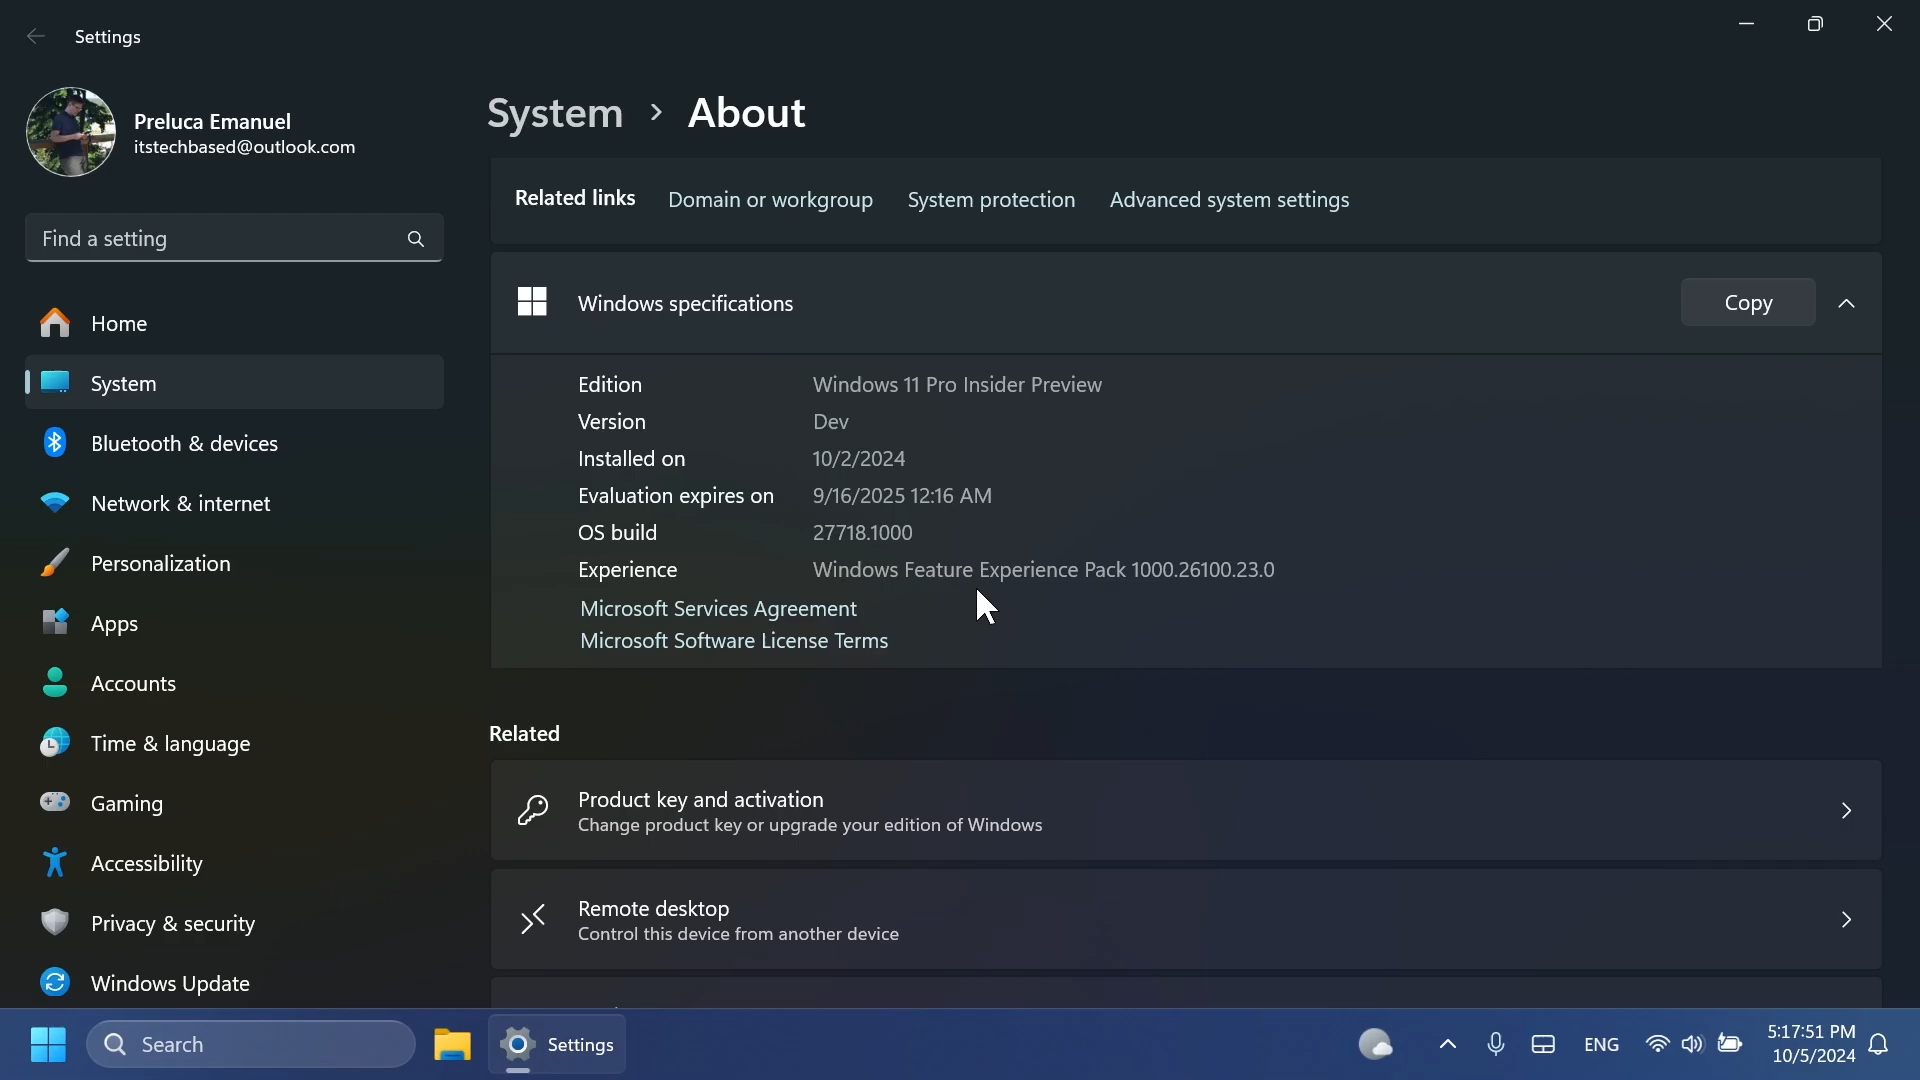 Settings
Preluca Emanuel
itstechbased@outlook.com
Find a setting
Home
System
Bluetooth & devices
Network & internet
Personalization
Apps
Accounts
Time & language
Gaming
Accessibility
Privacy & security
Windows Update
System > About
Related links Domain or workgroup System protection Advanced system settings
Windows specifications Copy
Edition Windows 11 Pro Insider Preview
Version Dev
Installed on 10/2/2024
Evaluation expires on 9/16/2025 12:16 AM
OS build 27718.1000
Experience Windows Feature Experience Pack 1000.26100.23.0
Microsoft Services Agreement
Microsoft Software License Terms
Related
Product key and activation
Change product key or upgrade your edition of Windows
Remote desktop
Control this device from another device
Search Settings ENG 5:17:51 PM
10/5/2024